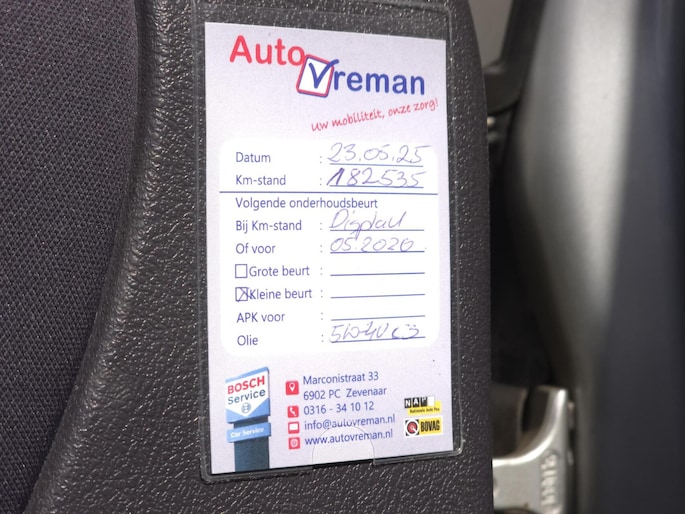 Auto Vreman
Uw mobiliteit, onze zorg!
Datum : 23.05.25
Km-stand : 182535
Volgende onderhoudsbeurt
Bij Km-stand : Display
Of voor : 05.2026
Grote beurt :
Kleine beurt :
APK voor :
Olie : 5W40 C3
BOSCH
Service
Car Service
Marconistraat 33
6902 PC Zevenaar
0316 - 34 10 12
info@autovreman.nl
www.autovreman.nl
NAP
Nationale Auto Pas
BOVAG